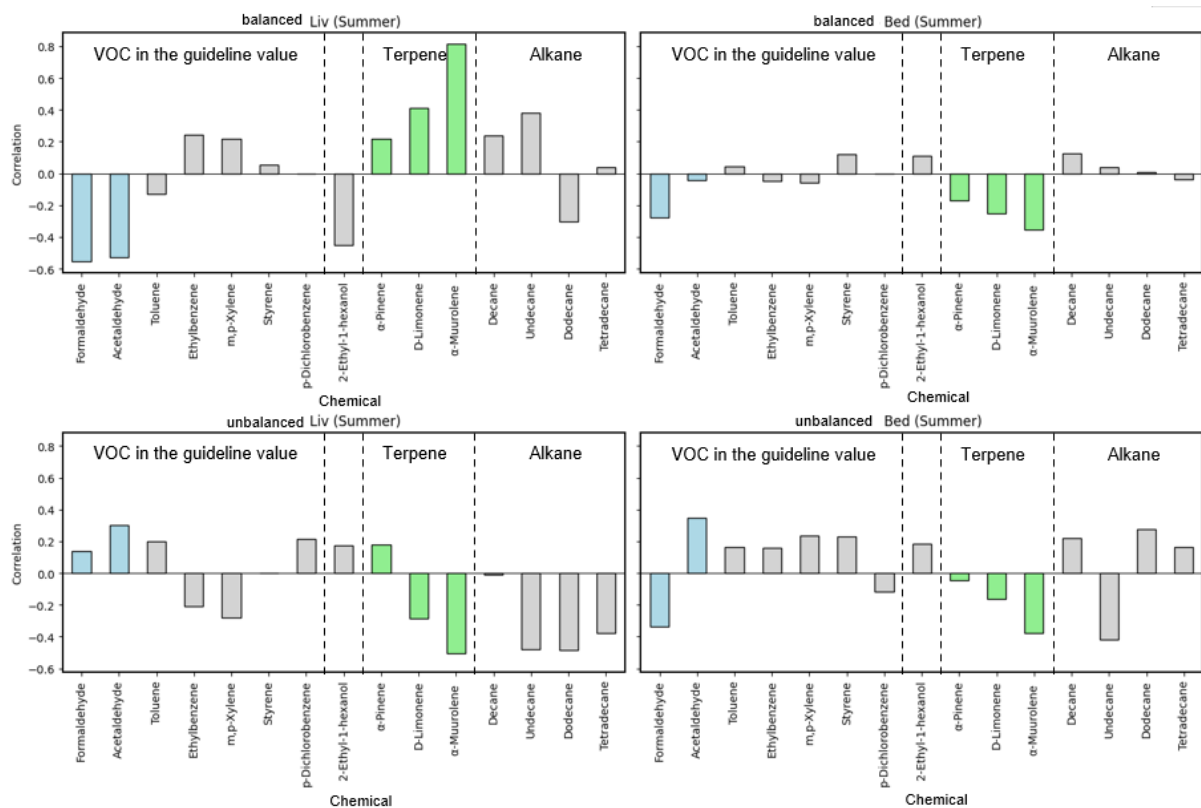 balanced Liv (Summer)
VOC in the guideline value
Terpene
Alkane
0.8
0.6
0.4
0.2
0.0
−0.2
−0.4
−0.6
Correlation
Formaldehyde
Acetaldehyde
Toluene
Ethylbenzene
m,p-Xylene
Styrene
p-Dichlorobenzene
2-Ethyl-1-hexanol
α-Pinene
D-Limonene
α-Muurolene
Decane
Undecane
Dodecane
Tetradecane
Chemical
balanced Bed (Summer)
VOC in the guideline value
Terpene
Alkane
Formaldehyde
Acetaldehyde
Toluene
Ethylbenzene
m,p-Xylene
Styrene
p-Dichlorobenzene
2-Ethyl-1-hexanol
α-Pinene
D-Limonene
α-Muurolene
Decane
Undecane
Dodecane
Tetradecane
Chemical
unbalanced Liv (Summer)
VOC in the guideline value
Terpene
Alkane
0.8
0.6
0.4
0.2
0.0
−0.2
−0.4
−0.6
Correlation
Formaldehyde
Acetaldehyde
Toluene
Ethylbenzene
m,p-Xylene
Styrene
p-Dichlorobenzene
2-Ethyl-1-hexanol
α-Pinene
D-Limonene
α-Muurolene
Decane
Undecane
Dodecane
Tetradecane
Chemical
unbalanced Bed (Summer)
VOC in the guideline value
Terpene
Alkane
Formaldehyde
Acetaldehyde
Toluene
Ethylbenzene
m,p-Xylene
Styrene
p-Dichlorobenzene
2-Ethyl-1-hexanol
α-Pinene
D-Limonene
α-Muurolene
Decane
Undecane
Dodecane
Tetradecane
Chemical